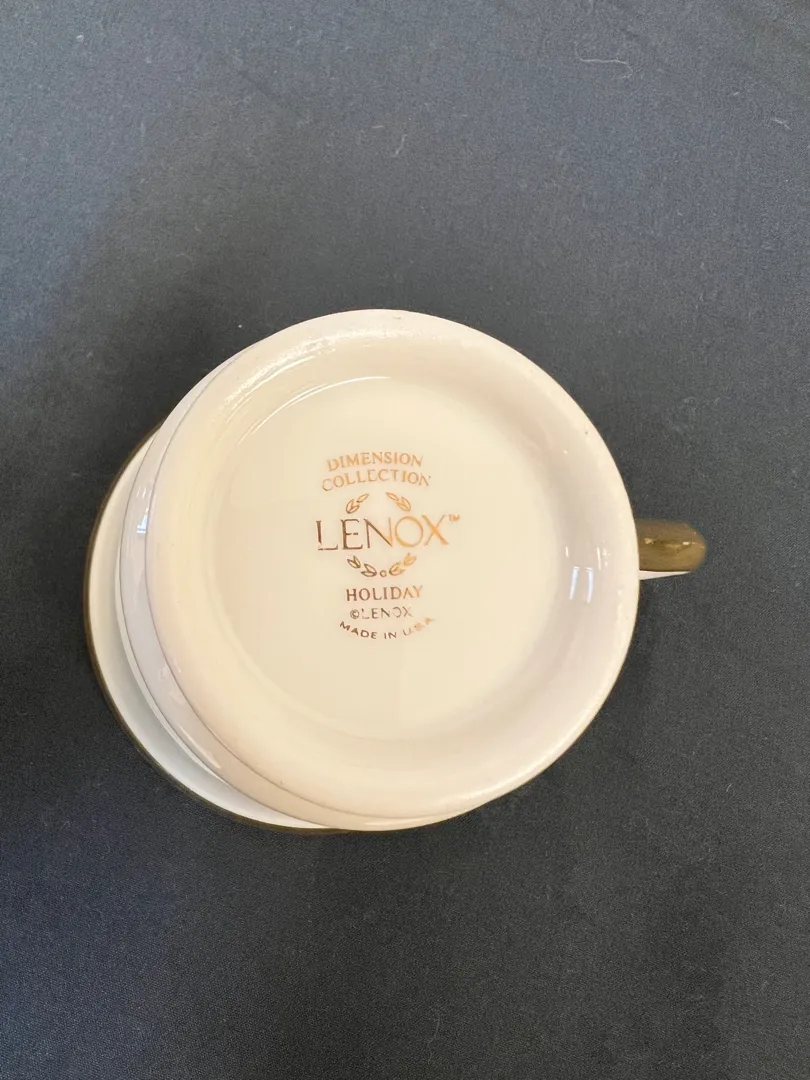 DIMENSION
COLLECTION
LENOX™
HOLIDAY
©LENOX
MADE IN U.S.A